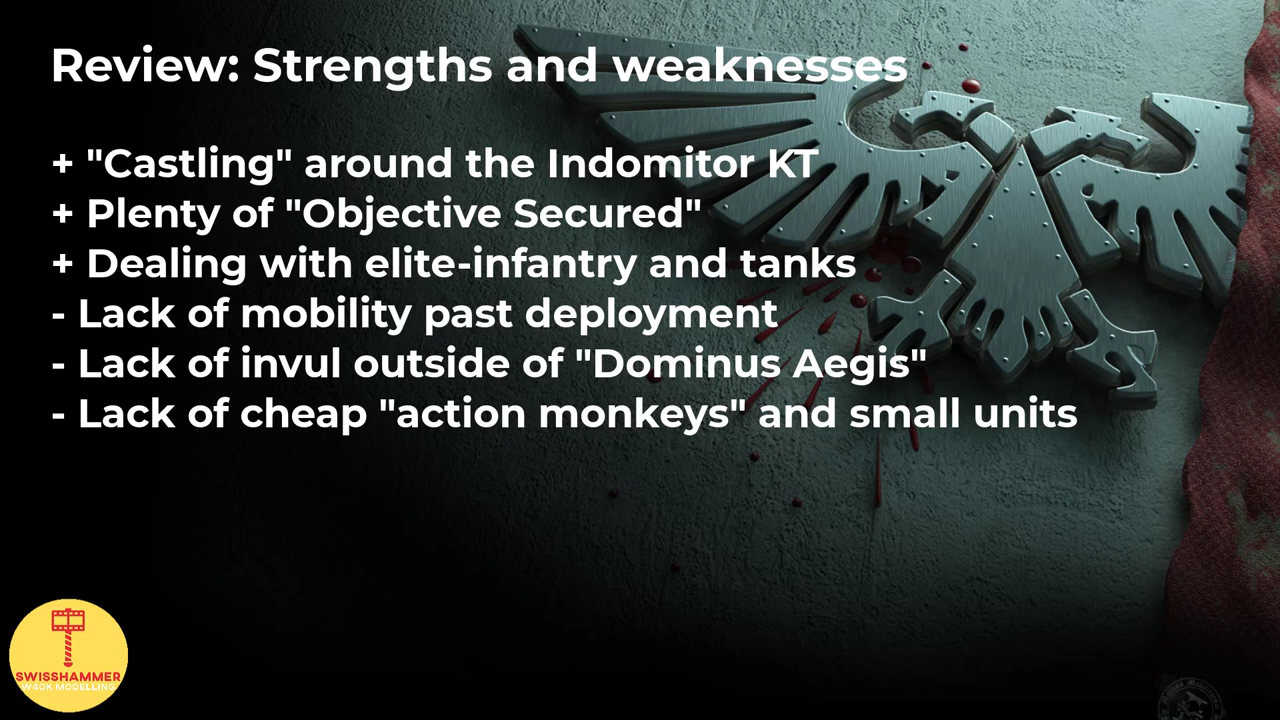 Review: Strengths and weaknesses
+ "Castling" around the Indomitor KT
+ Plenty of "Objective Secured"
+ Dealing with elite-infantry and tanks
- Lack of mobility past deployment
- Lack of invul outside of "Dominus Aegis"
- Lack of cheap "action monkeys" and small units
SWISSHAMMER
W40K MODELLING